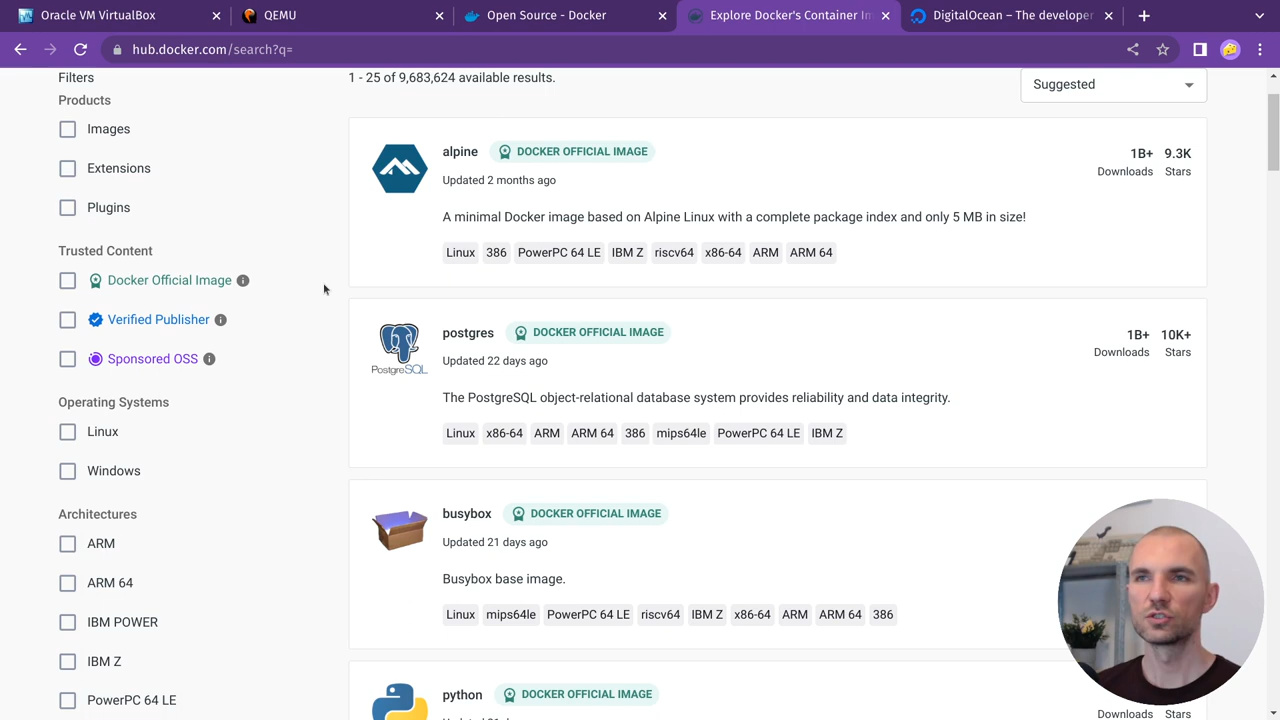 Oracle VM VirtualBox
QEMU
Open Source - Docker
Explore Docker's Container Im
DigitalOcean – The developer
hub.docker.com/search?q=
Filters
1 - 25 of 9,683,624 available results.
Suggested
Products
Images
Extensions
Plugins
Trusted Content
Docker Official Image
Verified Publisher
Sponsored OSS
Operating Systems
Linux
Windows
Architectures
ARM
ARM 64
IBM POWER
IBM Z
PowerPC 64 LE
alpine DOCKER OFFICIAL IMAGE
1B+ 9.3K
Downloads Stars
Updated 2 months ago
A minimal Docker image based on Alpine Linux with a complete package index and only 5 MB in size!
Linux 386 PowerPC 64 LE IBM Z riscv64 x86-64 ARM ARM 64
PostgreSQL
postgres DOCKER OFFICIAL IMAGE
1B+ 10K+
Downloads Stars
Updated 22 days ago
The PostgreSQL object-relational database system provides reliability and data integrity.
Linux x86-64 ARM ARM 64 386 mips64le PowerPC 64 LE IBM Z
busybox DOCKER OFFICIAL IMAGE
Updated 21 days ago
Busybox base image.
Linux mips64le PowerPC 64 LE riscv64 IBM Z x86-64 ARM ARM 64 386
python DOCKER OFFICIAL IMAGE
Downloads Stars